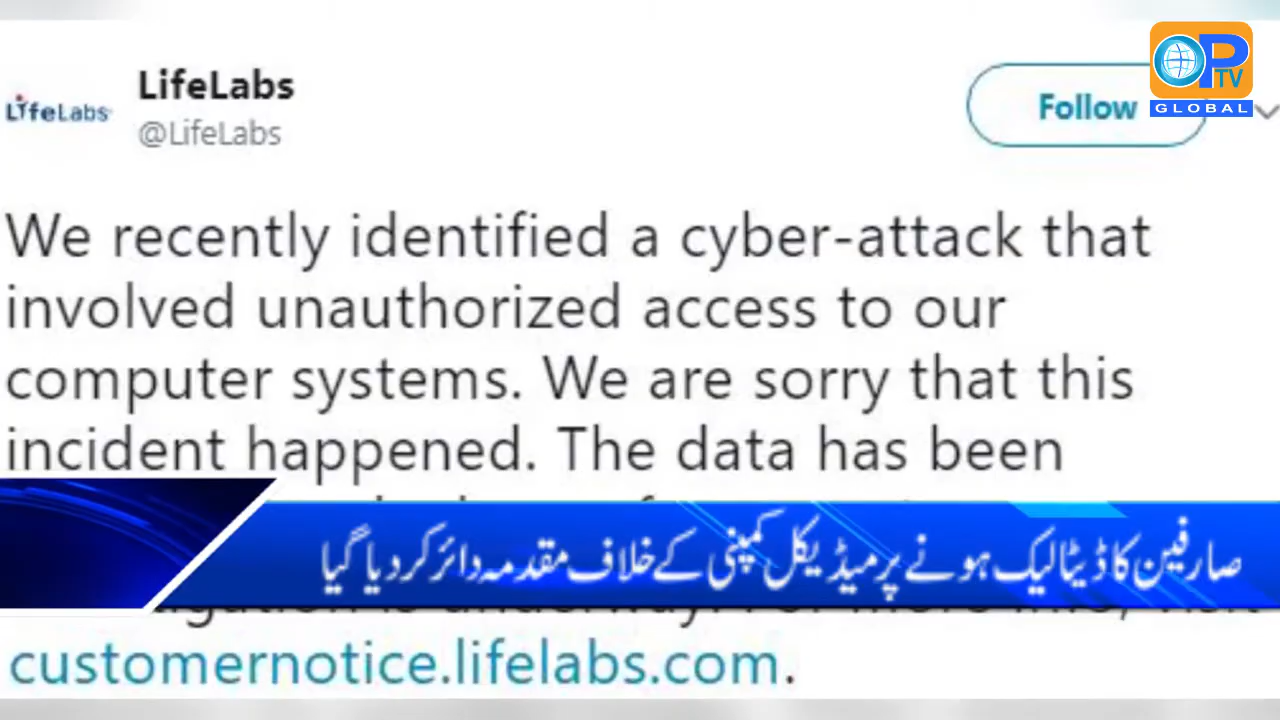 LifeLabs
LifeLabs
@LifeLabs
Follow
OPTV
GLOBAL
We recently identified a cyber-attack that
involved unauthorized access to our
computer systems. We are sorry that this
incident happened. The data has been
صارفین کا ڈیٹا لیک ہونے پر میڈیکل کمپنی کے خلاف مقدمہ دائر کر دیا گیا
customernotice.lifelabs.com.